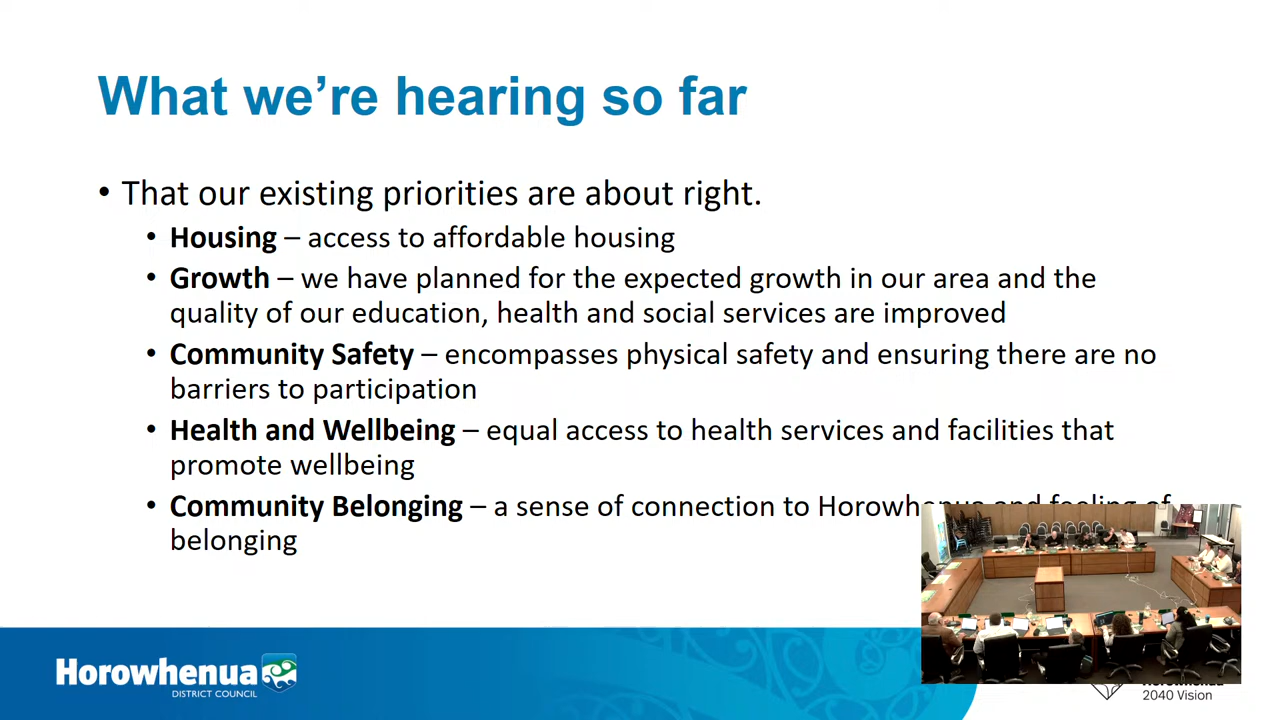 What we're hearing so far
• That our existing priorities are about right.
• Housing – access to affordable housing
• Growth – we have planned for the expected growth in our area and the
quality of our education, health and social services are improved
• Community Safety – encompasses physical safety and ensuring there are no
barriers to participation
• Health and Wellbeing – equal access to health services and facilities that
promote wellbeing
• Community Belonging – a sense of connection to Horowhenua and feeling of
belonging
Horowhenua
DISTRICT COUNCIL
2040 Vision